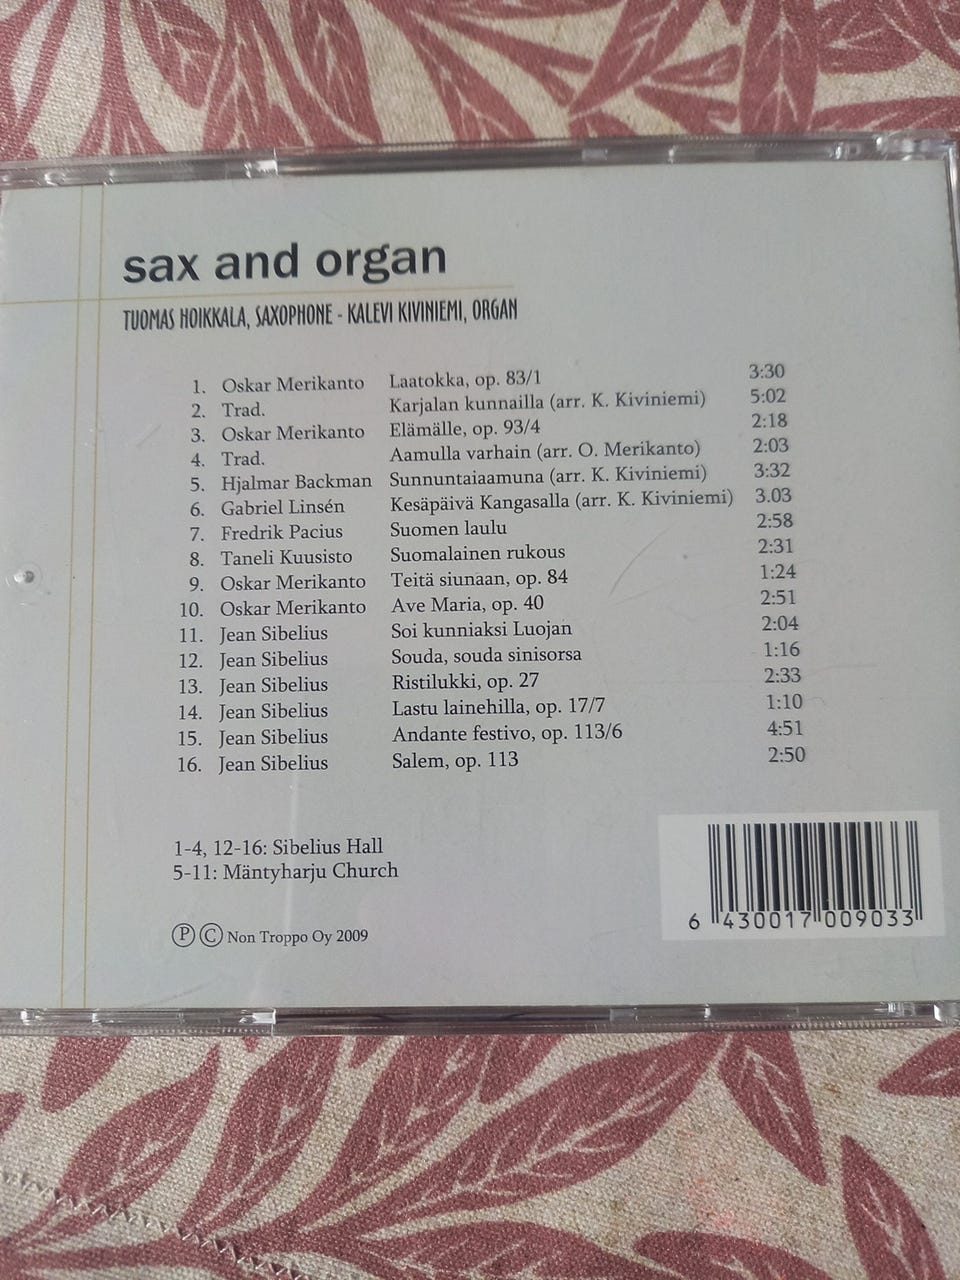 sax and organ
TUOMAS HOIKKALA, SAXOPHONE - KALEVI KIVINIEMI, ORGAN
1. Oskar Merikanto Laatokka, op. 83/1 3:30
2. Trad. Karjalan kunnailla (arr. K. Kiviniemi) 5:02
3. Oskar Merikanto Elämälle, op. 93/4 2:18
4. Trad. Aamulla varhain (arr. O. Merikanto) 2:03
5. Hjalmar Backman Sunnuntaiaamuna (arr. K. Kiviniemi) 3:32
6. Gabriel Linsén Kesäpäivä Kangasalla (arr. K. Kiviniemi) 3.03
7. Fredrik Pacius Suomen laulu 2:58
8. Taneli Kuusisto Suomalainen rukous 2:31
9. Oskar Merikanto Teitä siunaan, op. 84 1:24
10. Oskar Merikanto Ave Maria, op. 40 2:51
11. Jean Sibelius Soi kunniaksi Luojan 2:04
12. Jean Sibelius Souda, souda sinisorsa 1:16
13. Jean Sibelius Ristilukki, op. 27 2:33
14. Jean Sibelius Lastu lainehilla, op. 17/7 1:10
15. Jean Sibelius Andante festivo, op. 113/6 4:51
16. Jean Sibelius Salem, op. 113 2:50
1-4, 12-16: Sibelius Hall
5-11: Mäntyharju Church
Ⓟ Ⓒ Non Troppo Oy 2009
6 430017 009033